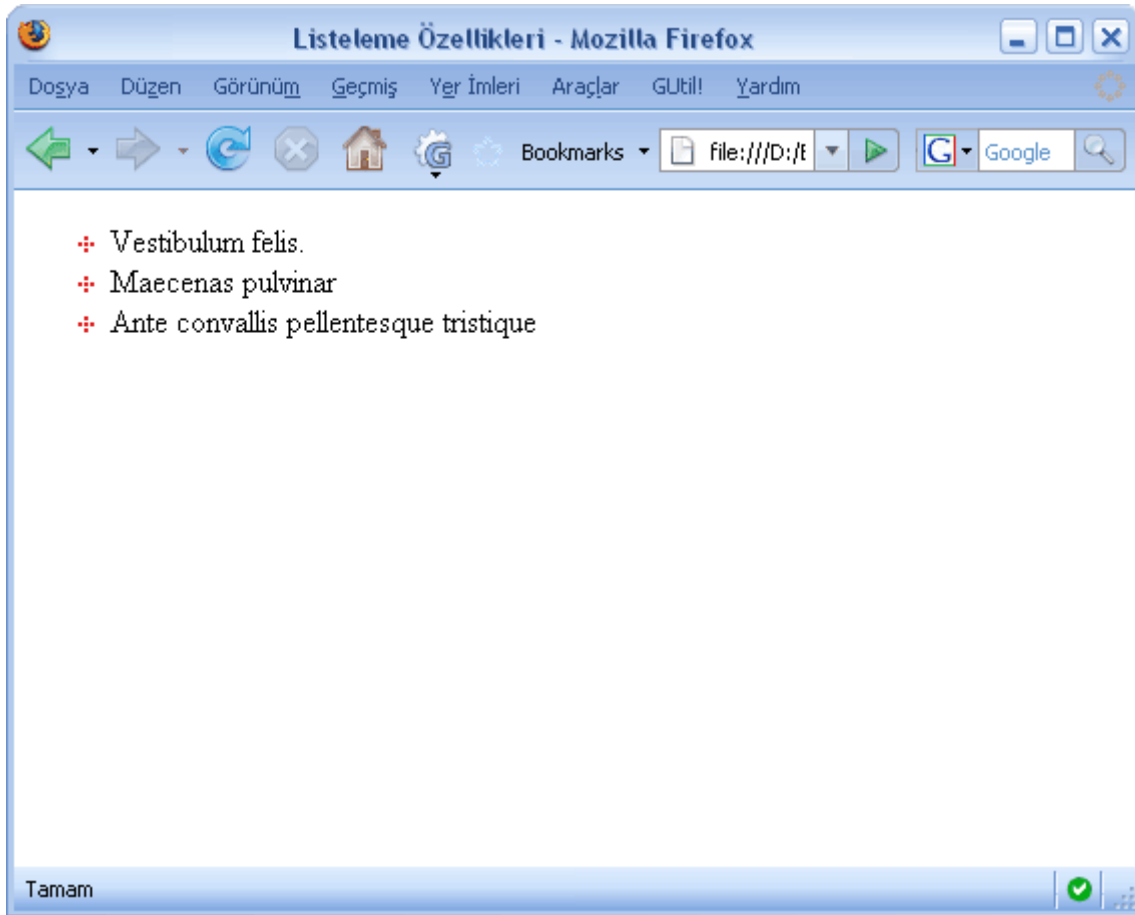 Listeleme Özellikleri - Mozilla Firefox
Dosya Düzen Görünüm Geçmiş Yer İmleri Araçlar GUtil! Yardım
G Bookmarks file:///D:/E G Google
Vestibulum felis.
Maecenas pulvinar
Ante convallis pellentesque tristique
Tamam